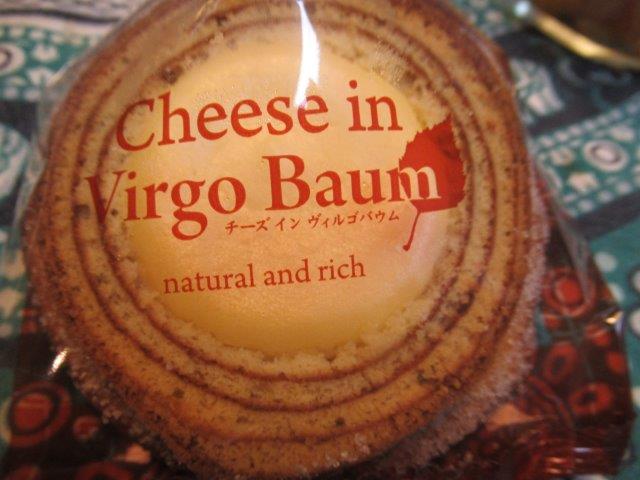 Cheese in
Virgo Baum
チーズ イン ヴィルゴバウム
natural and rich